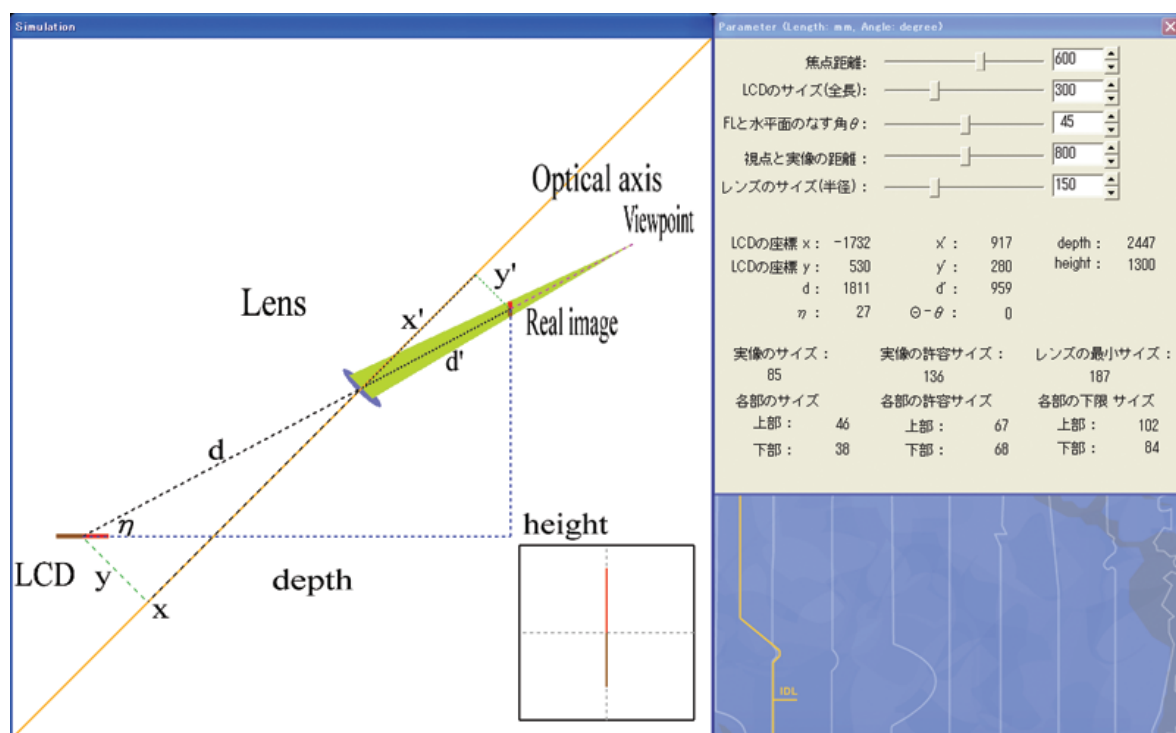 Simulation
Optical axis
Viewpoint
y'
Lens
x'
Real image
d'
d
η
height
LCD
y
depth
x
Parameter (Length: mm, Angle: degree)
焦点距離: 600
LCDのサイズ(全長): 300
FLと水平面のなす角θ: 45
視点と実像の距離: 800
レンズのサイズ(半径): 150
LCDの座標 x: -1732 x': 917 depth: 2447
LCDの座標 y: 530 y': 280 height: 1300
d: 1811 d': 959
η: 27 Θ-θ: 0
実像のサイズ: 実像の許容サイズ: レンズの最小サイズ:
85 136 187
各部のサイズ 各部の許容サイズ 各部の下限 サイズ
上部: 46 上部: 67 上部: 102
下部: 38 下部: 68 下部: 84
IDL